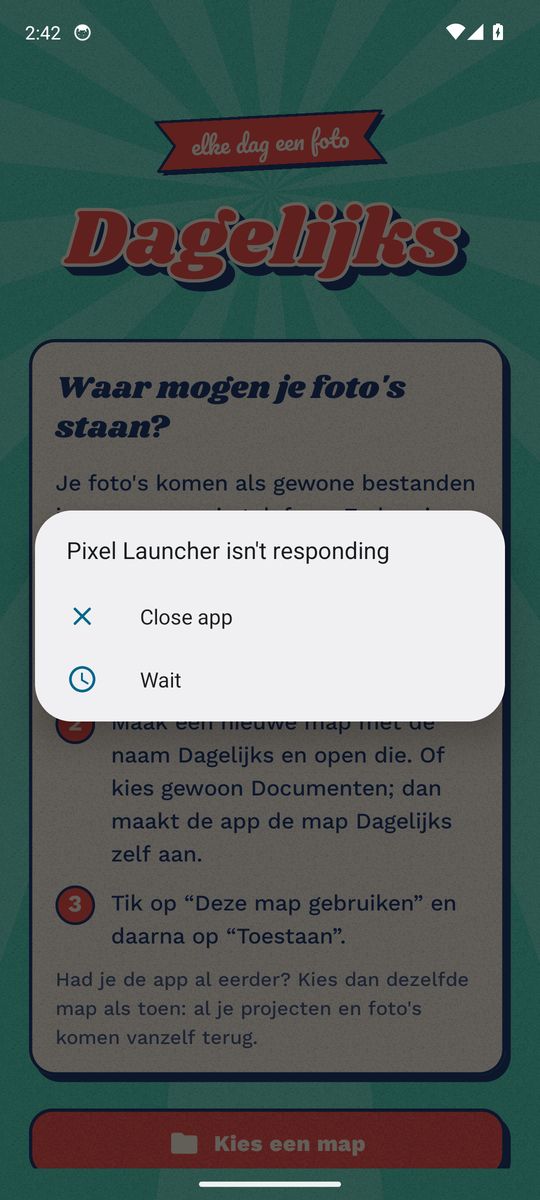 2:42
elke dag een foto
Dagelijks
Waar mogen je foto's
staan?
Je foto's komen als gewone bestanden
Pixel Launcher isn't responding
Close app
Wait
2 Maak een nieuwe map met de
naam Dagelijks en open die. Of
kies gewoon Documenten; dan
maakt de app de map Dagelijks
zelf aan.
3 Tik op “Deze map gebruiken” en
daarna op “Toestaan”.
Had je de app al eerder? Kies dan dezelfde
map als toen: al je projecten en foto's
komen vanzelf terug.
Kies een map